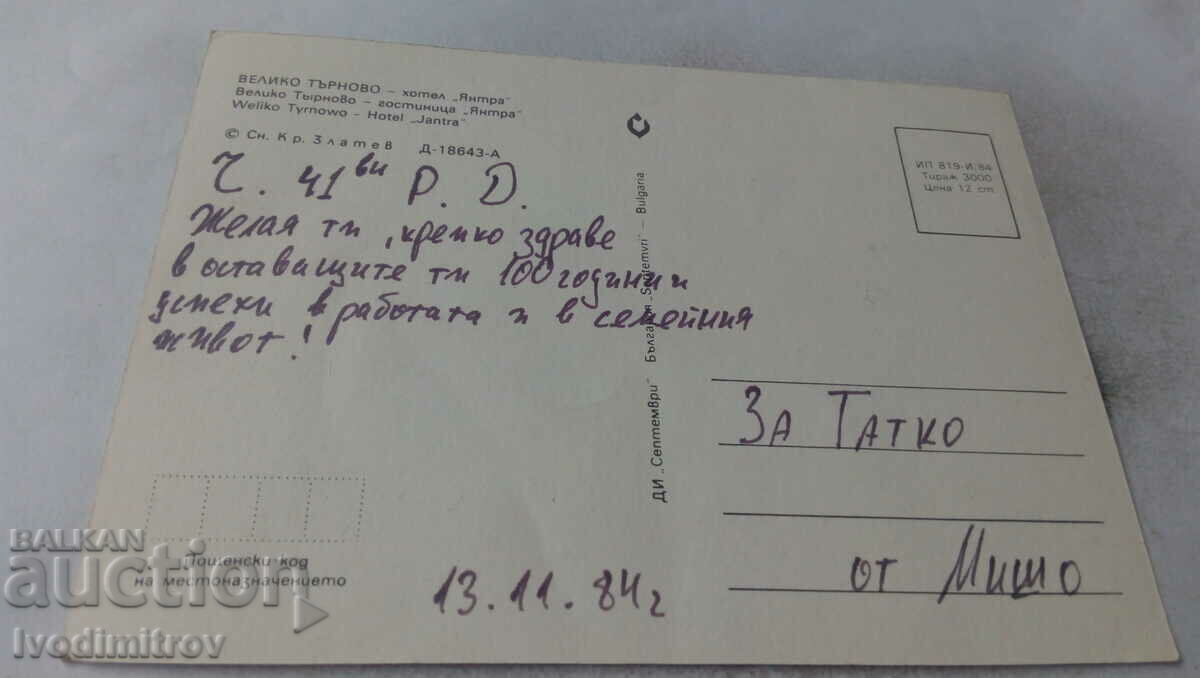 ВЕЛИКО ТЪРНОВО – хотел „Янтра"
Велико Тырново – гостиница „Янтра"
Weliko Tyrnowo - Hotel „Jantra"
© Сн. Кр. Златев Д-18643-А
Ч. 41ви Р. Д.
Желая ти, крепко здраве
в оставащите ти 100 години и
успехи в работата и в семейния
живот!
ДИ „Септември" България „Septemvri" – Bulgaria
ИП 819-И/84
Тираж 3000
Цена 12 ст.
За Татко
от Мишо
13.11.84г
Пощенски код
на местоназначението
BALKAN
auction
Ivodimitrov